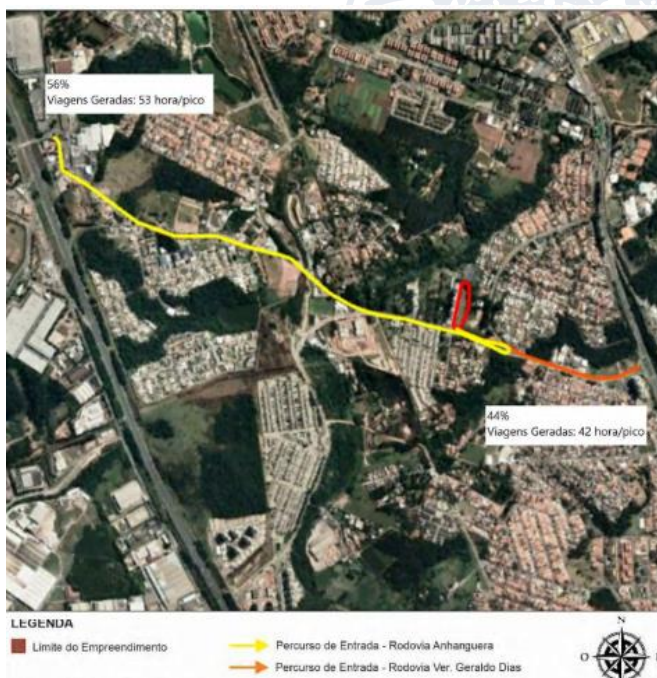 56%
Viagens Geradas: 53 hora/pico
44%
Viagens Geradas: 42 hora/pico
LEGENDA
Limite do Empreendimento
Percurso de Entrada - Rodovia Anhanguera
Percurso de Entrada - Rodovia Ver. Geraldo Dias
N
O